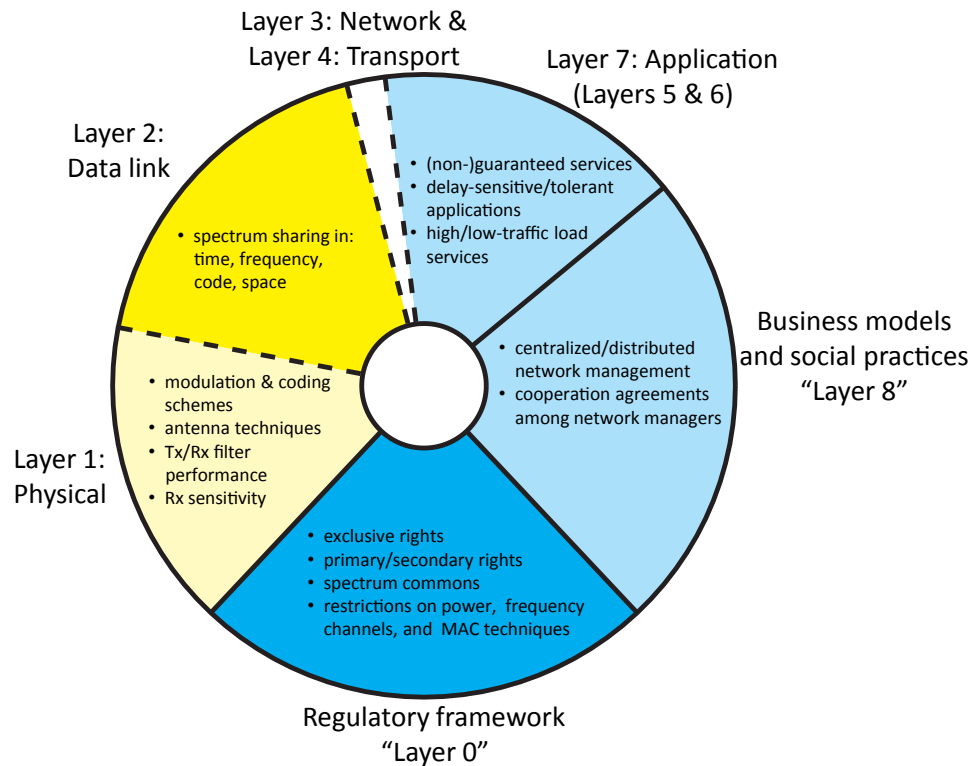 Layer 3: Network &
Layer 4: Transport
Layer 7: Application
(Layers 5 & 6)
Layer 2:
Data link
• (non-)guaranteed services
• delay-sensitive/tolerant
applications
• high/low-traffic load
services
• spectrum sharing in:
time, frequency,
code, space
Business models
and social practices
“Layer 8”
• centralized/distributed
network management
• cooperation agreements
among network managers
• modulation & coding
schemes
• antenna techniques
• Tx/Rx filter
performance
• Rx sensitivity
Layer 1:
Physical
• exclusive rights
• primary/secondary rights
• spectrum commons
• restrictions on power, frequency
channels, and MAC techniques
Regulatory framework
“Layer 0”